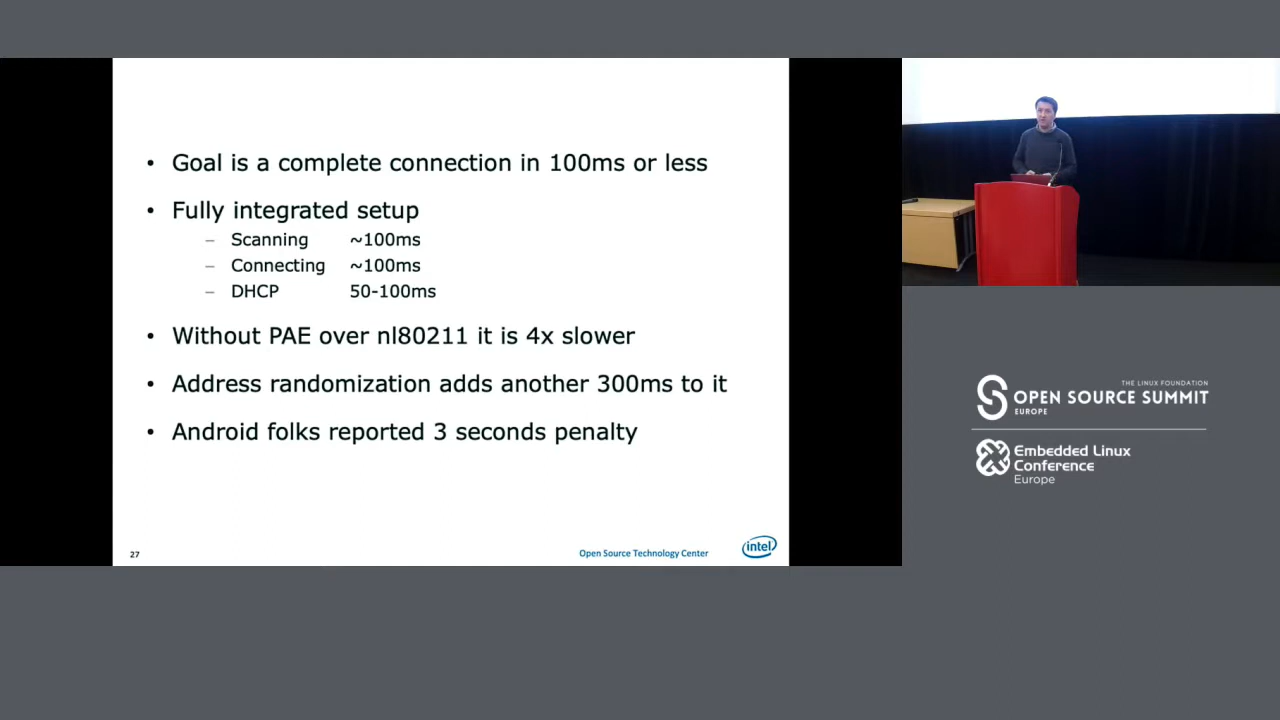 • Goal is a complete connection in 100ms or less
• Fully integrated setup
– Scanning ~100ms
– Connecting ~100ms
– DHCP 50-100ms
• Without PAE over nl80211 it is 4x slower
• Address randomization adds another 300ms to it
• Android folks reported 3 seconds penalty
27
Open Source Technology Center
intel
THE LINUX FOUNDATION
OPEN SOURCE SUMMIT
EUROPE
Embedded Linux
Conference
Europe